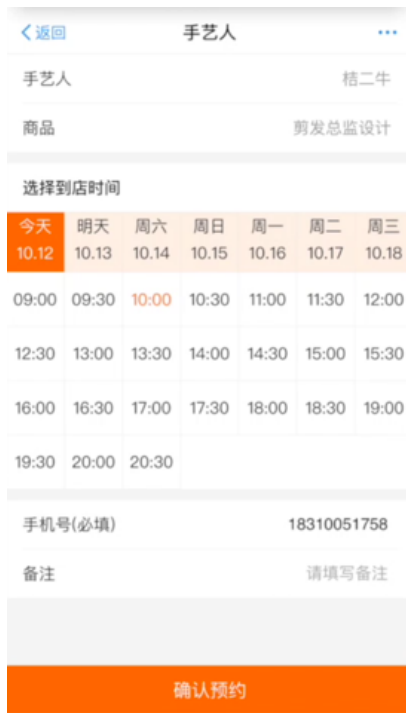 返回 手艺人 •••
手艺人 桔二牛
商品 剪发总监设计
选择到店时间
今天 明天 周六 周日 周一 周二 周三
10.12 10.13 10.14 10.15 10.16 10.17 10.18
09:00 09:30 10:00 10:30 11:00 11:30 12:00
12:30 13:00 13:30 14:00 14:30 15:00 15:30
16:00 16:30 17:00 17:30 18:00 18:30 19:00
19:30 20:00 20:30
手机号(必填) 18310051758
备注 请填写备注
确认预约